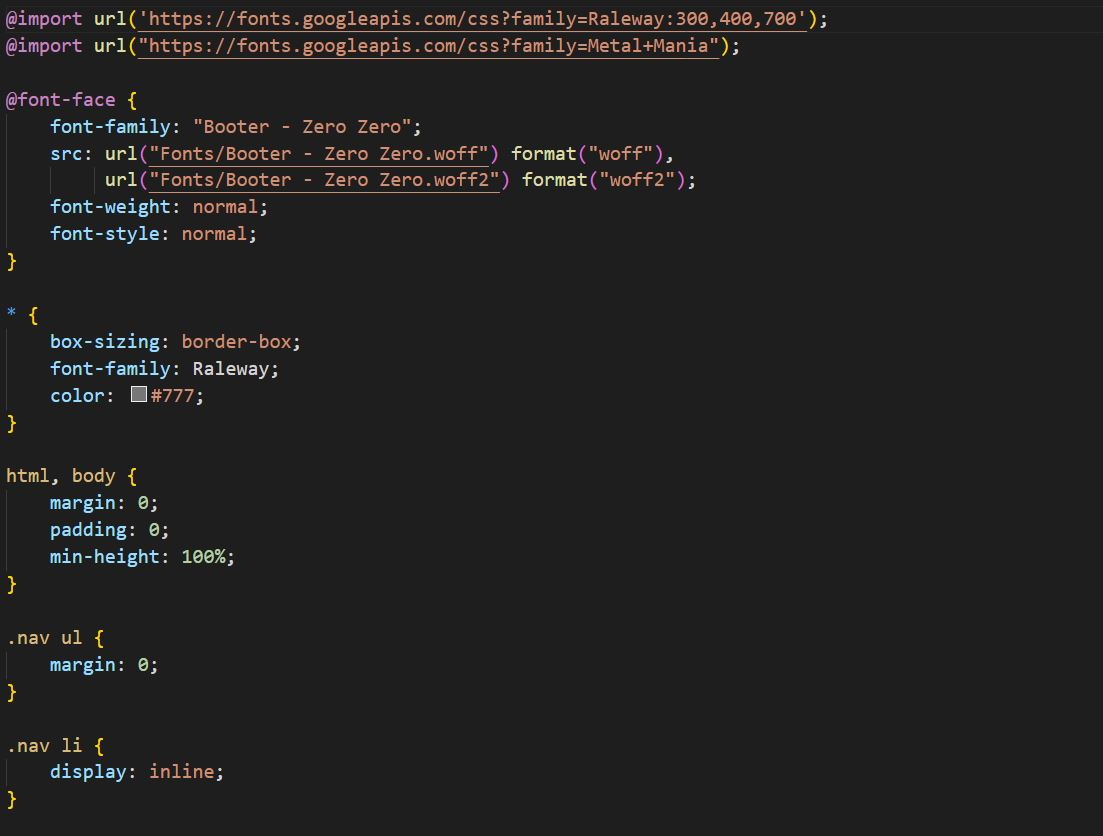 @import url('https://fonts.googleapis.com/css?family=Raleway:300,400,700');
@import url("https://fonts.googleapis.com/css?family=Metal+Mania");
@font-face {
font-family: "Booter - Zero Zero";
src: url("Fonts/Booter - Zero Zero.woff") format("woff"),
url("Fonts/Booter - Zero Zero.woff2") format("woff2");
font-weight: normal;
font-style: normal;
}
* {
box-sizing: border-box;
font-family: Raleway;
color: #777;
}
html, body {
margin: 0;
padding: 0;
min-height: 100%;
}
.nav ul {
margin: 0;
}
.nav li {
display: inline;
}